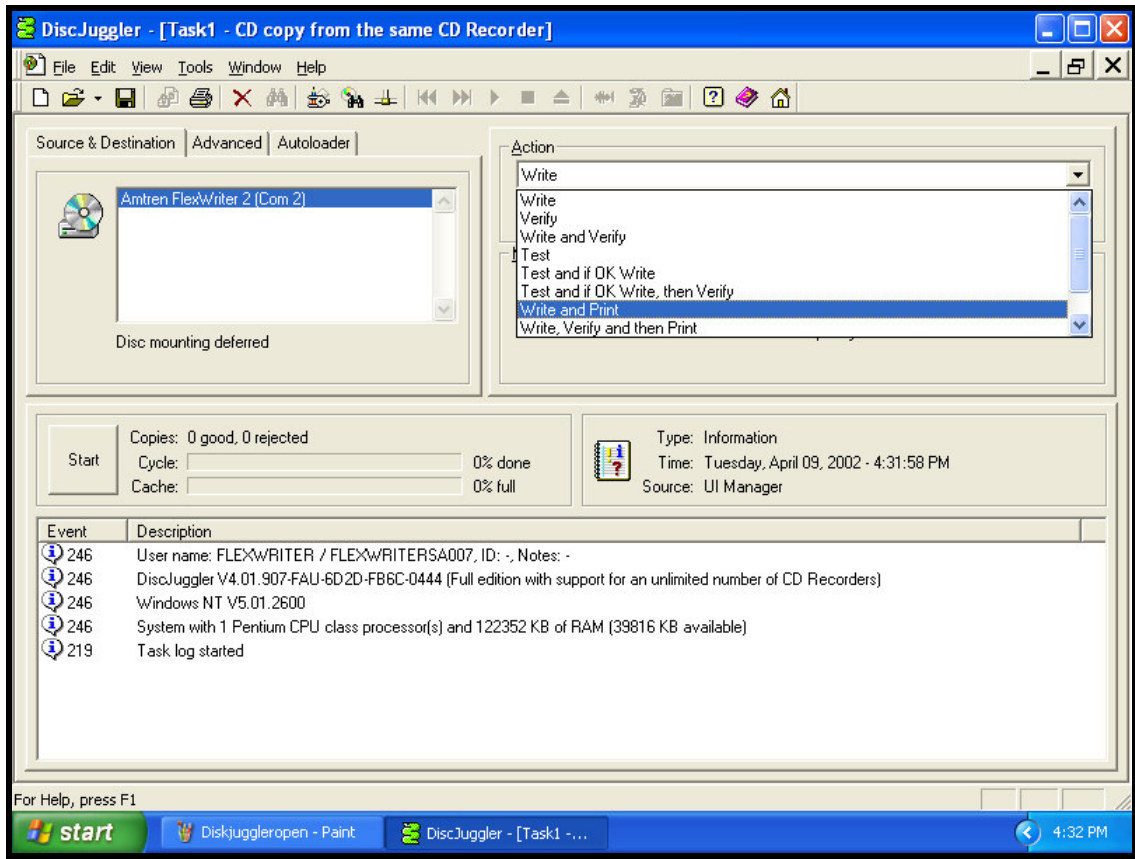 DiscJuggler - [Task1 - CD copy from the same CD Recorder]
File Edit View Tools Window Help
Source & Destination Advanced Autoloader
Amtren FlexWriter 2 (Com 2)
Disc mounting deferred
Action
Write
Write
Verify
Write and Verify
Test
Test and if OK Write
Test and if OK Write, then Verify
Write and Print
Write, Verify and then Print
Start
Copies: 0 good, 0 rejected
Cycle: 0% done
Cache: 0% full
Type: Information
Time: Tuesday, April 09, 2002 - 4:31:58 PM
Source: UI Manager
Event Description
246 User name: FLEXWRITER / FLEXWRITERSA007, ID: -, Notes: -
246 DiscJuggler V4.01.907-FAU-6D2D-FB6C-0444 (Full edition with support for an unlimited number of CD Recorders)
246 Windows NT V5.01.2600
246 System with 1 Pentium CPU class processor(s) and 122352 KB of RAM (39816 KB available)
219 Task log started
For Help, press F1
start Diskjuggleropen - Paint DiscJuggler - [Task1 -... 4:32 PM